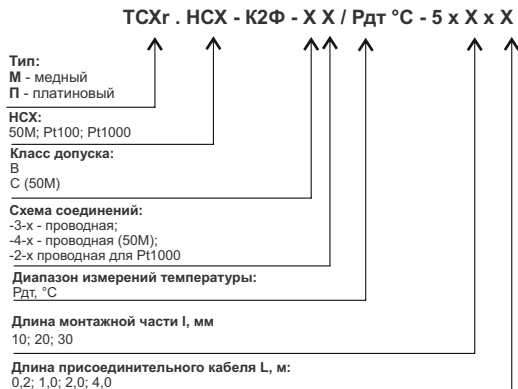 ТСХr . НСХ - К2Ф - Х Х / Рдт °С - 5 х Х х Х
Тип:
М - медный
П - платиновый
НСХ:
50М; Pt100; Pt1000
Класс допуска:
В
С (50М)
Схема соединений:
-3-х - проводная;
-4-х - проводная (50М);
-2-х проводная для Pt1000
Диапазон измерений температуры:
Рдт, °С
Длина монтажной части l, мм
10; 20; 30
Длина присоединительного кабеля L, м:
0,2; 1,0; 2,0; 4,0